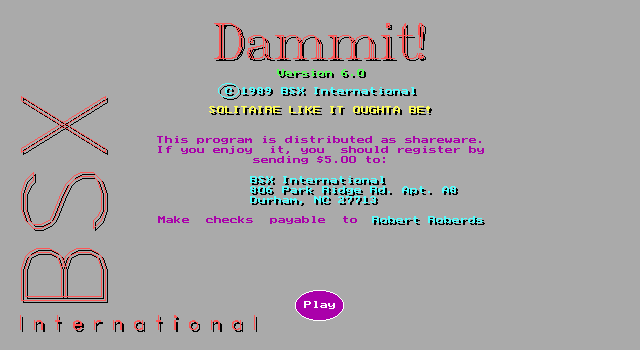 Dammit!
Version 6.0
©1989 BSX International
SOLITAIRE LIKE IT OUGHTA BE!
This program is distributed as shareware.
If you enjoy it, you should register by
sending $5.00 to:
BSX International
806 Park Ridge Rd. Apt. A8
Durham, NC 27713
Make checks payable to Robert Roberds
Play
BSX
International